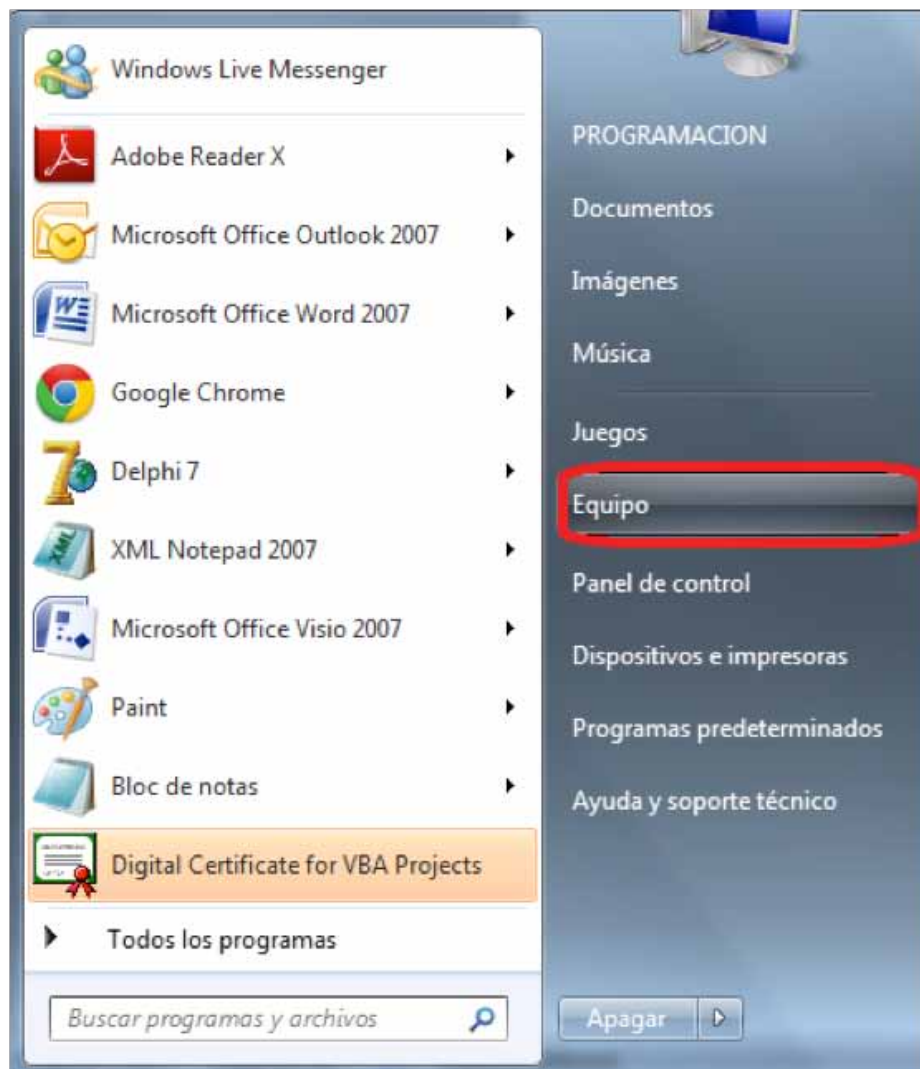 Windows Live Messenger
Adobe Reader X
Microsoft Office Outlook 2007
Microsoft Office Word 2007
Google Chrome
Delphi 7
XML Notepad 2007
Microsoft Office Visio 2007
Paint
Bloc de notas
Digital Certificate for VBA Projects
Todos los programas
Buscar programas y archivos
PROGRAMACION
Documentos
Imágenes
Música
Juegos
Equipo
Panel de control
Dispositivos e impresoras
Programas predeterminados
Ayuda y soporte técnico
Apagar